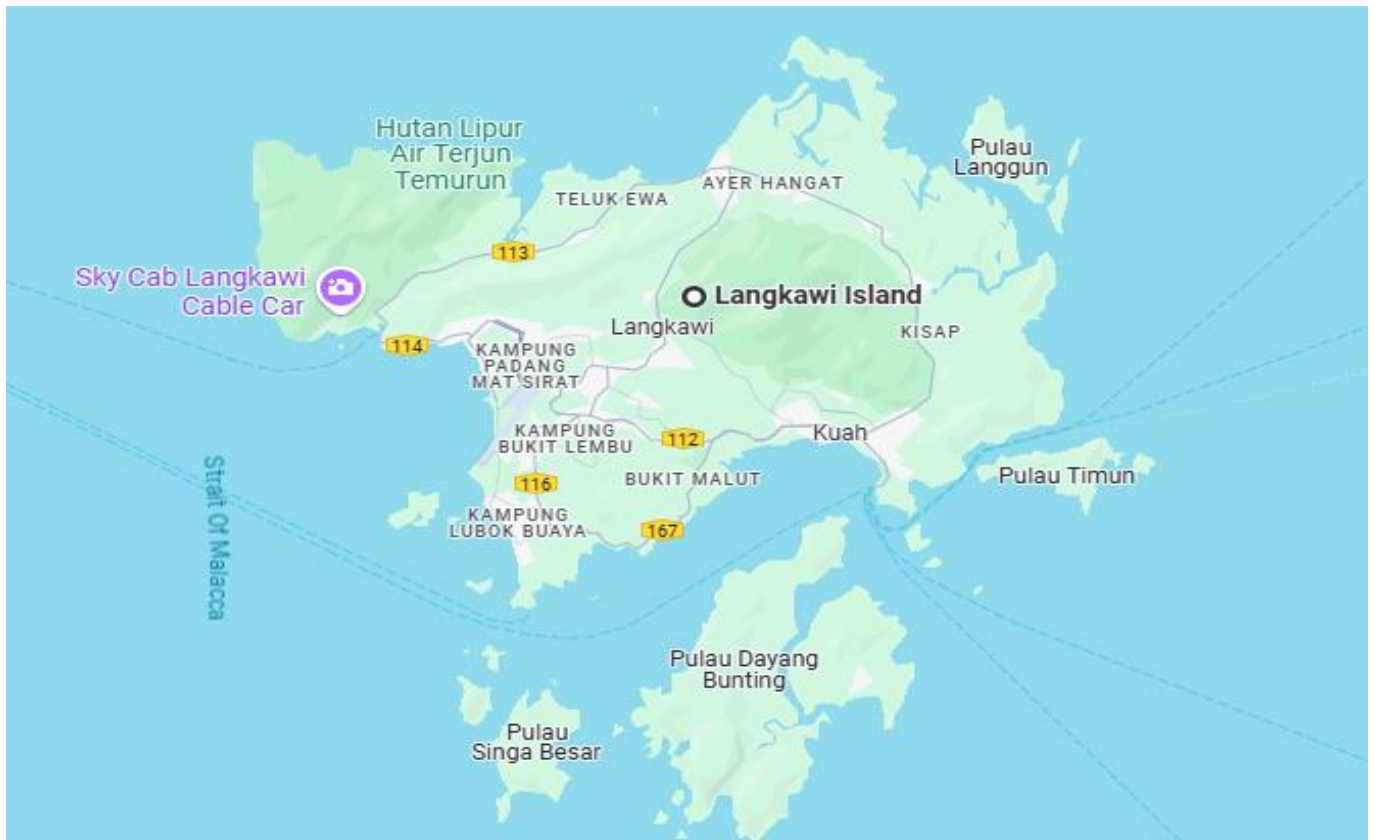 Hutan Lipur
Air Terjun
Temurun
Pulau
Langgun
AYER HANGAT
TELUK EWA
113
Sky Cab Langkawi
Cable Car
Langkawi Island
Langkawi
KISAP
114
KAMPUNG
PADANG
MAT SIRAT
KAMPUNG
BUKIT LEMBU
112
Kuah
BUKIT MALUT
Pulau Timun
116
KAMPUNG
LUBOK BUAYA
167
Strait Of Malacca
Pulau Dayang
Bunting
Pulau
Singa Besar